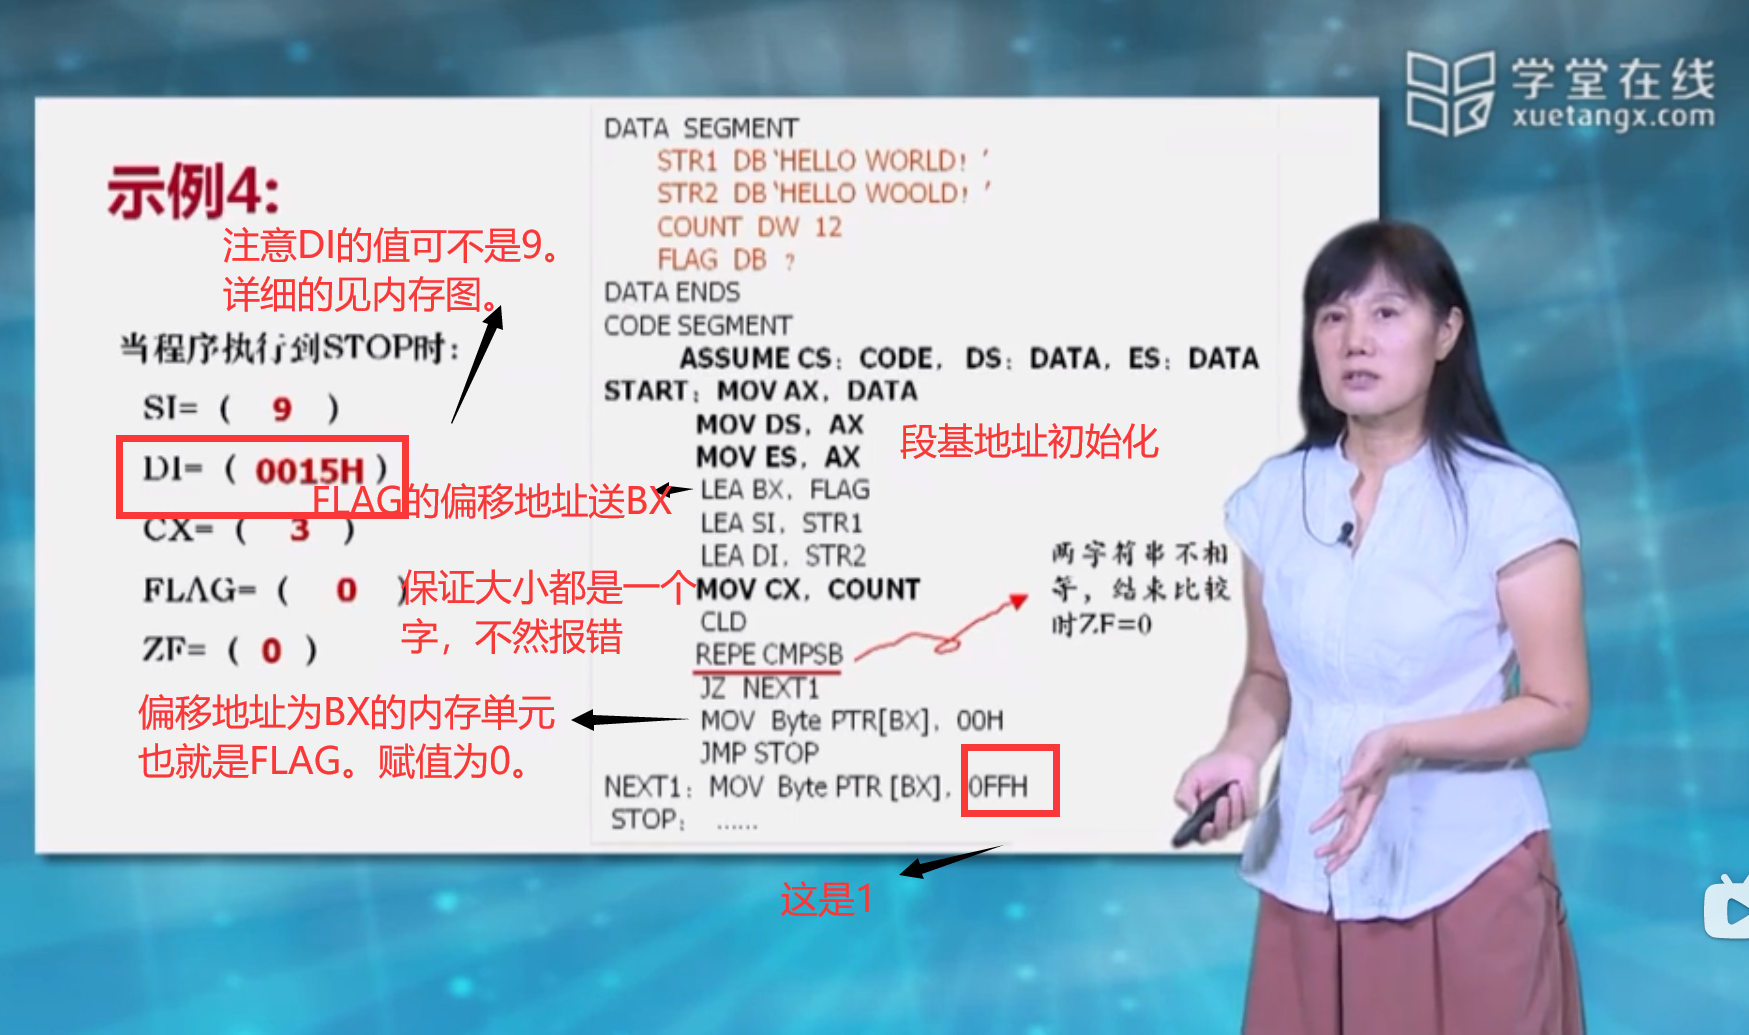 学堂在线
xuetangx.com
示例4:
注意DI的值可不是9。
详细的见内存图。
当程序执行到STOP时：
SI= ( 9 )
DI= ( 0015H )
CX= ( 3 )
FLAG= ( 0 )
ZF= ( 0 )
FLAG的偏移地址送BX
保证大小都是一个
字，不然报错
偏移地址为BX的内存单元
也就是FLAG。赋值为0。
DATA SEGMENT
STR1 DB ‘HELLO WORLD！’
STR2 DB ‘HELLO WOOLD！’
COUNT DW 12
FLAG DB ？
DATA ENDS
CODE SEGMENT
ASSUME CS：CODE， DS：DATA，ES：DATA
START：MOV AX，DATA
MOV DS，AX
MOV ES，AX
段基地址初始化
LEA BX，FLAG
LEA SI，STR1
LEA DI，STR2
MOV CX，COUNT
CLD
REPE CMPSB
JZ NEXT1
MOV Byte PTR[BX]，00H
JMP STOP
NEXT1：MOV Byte PTR [BX]，0FFH
STOP： ……
两字符串不相
等，结束比较
时ZF=0
这是1